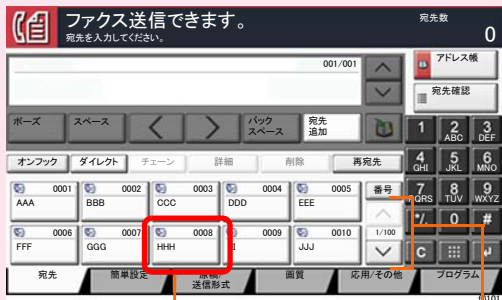 ファクス送信できます。
宛先を入力してください。
宛先数
0
001/001
アドレス帳
宛先確認
ポーズ スペース バックスペース 宛先追加
1 2 ABC 3 DEF
オンフック ダイレクト チェーン 詳細 削除 再宛先
4 GHI 5 JKL 6 MNO
0001 0002 0003 0004 0005 番号
AAA BBB CCC DDD EEE
7 PQRS 8 TUV 9 WXYZ
*/. 0 #
0006 0007 0008 0009 0010 1/100
FFF GGG HHH JJJ
C
宛先 簡単設定 原稿/送信形式 画質 応用/その他 プログラム